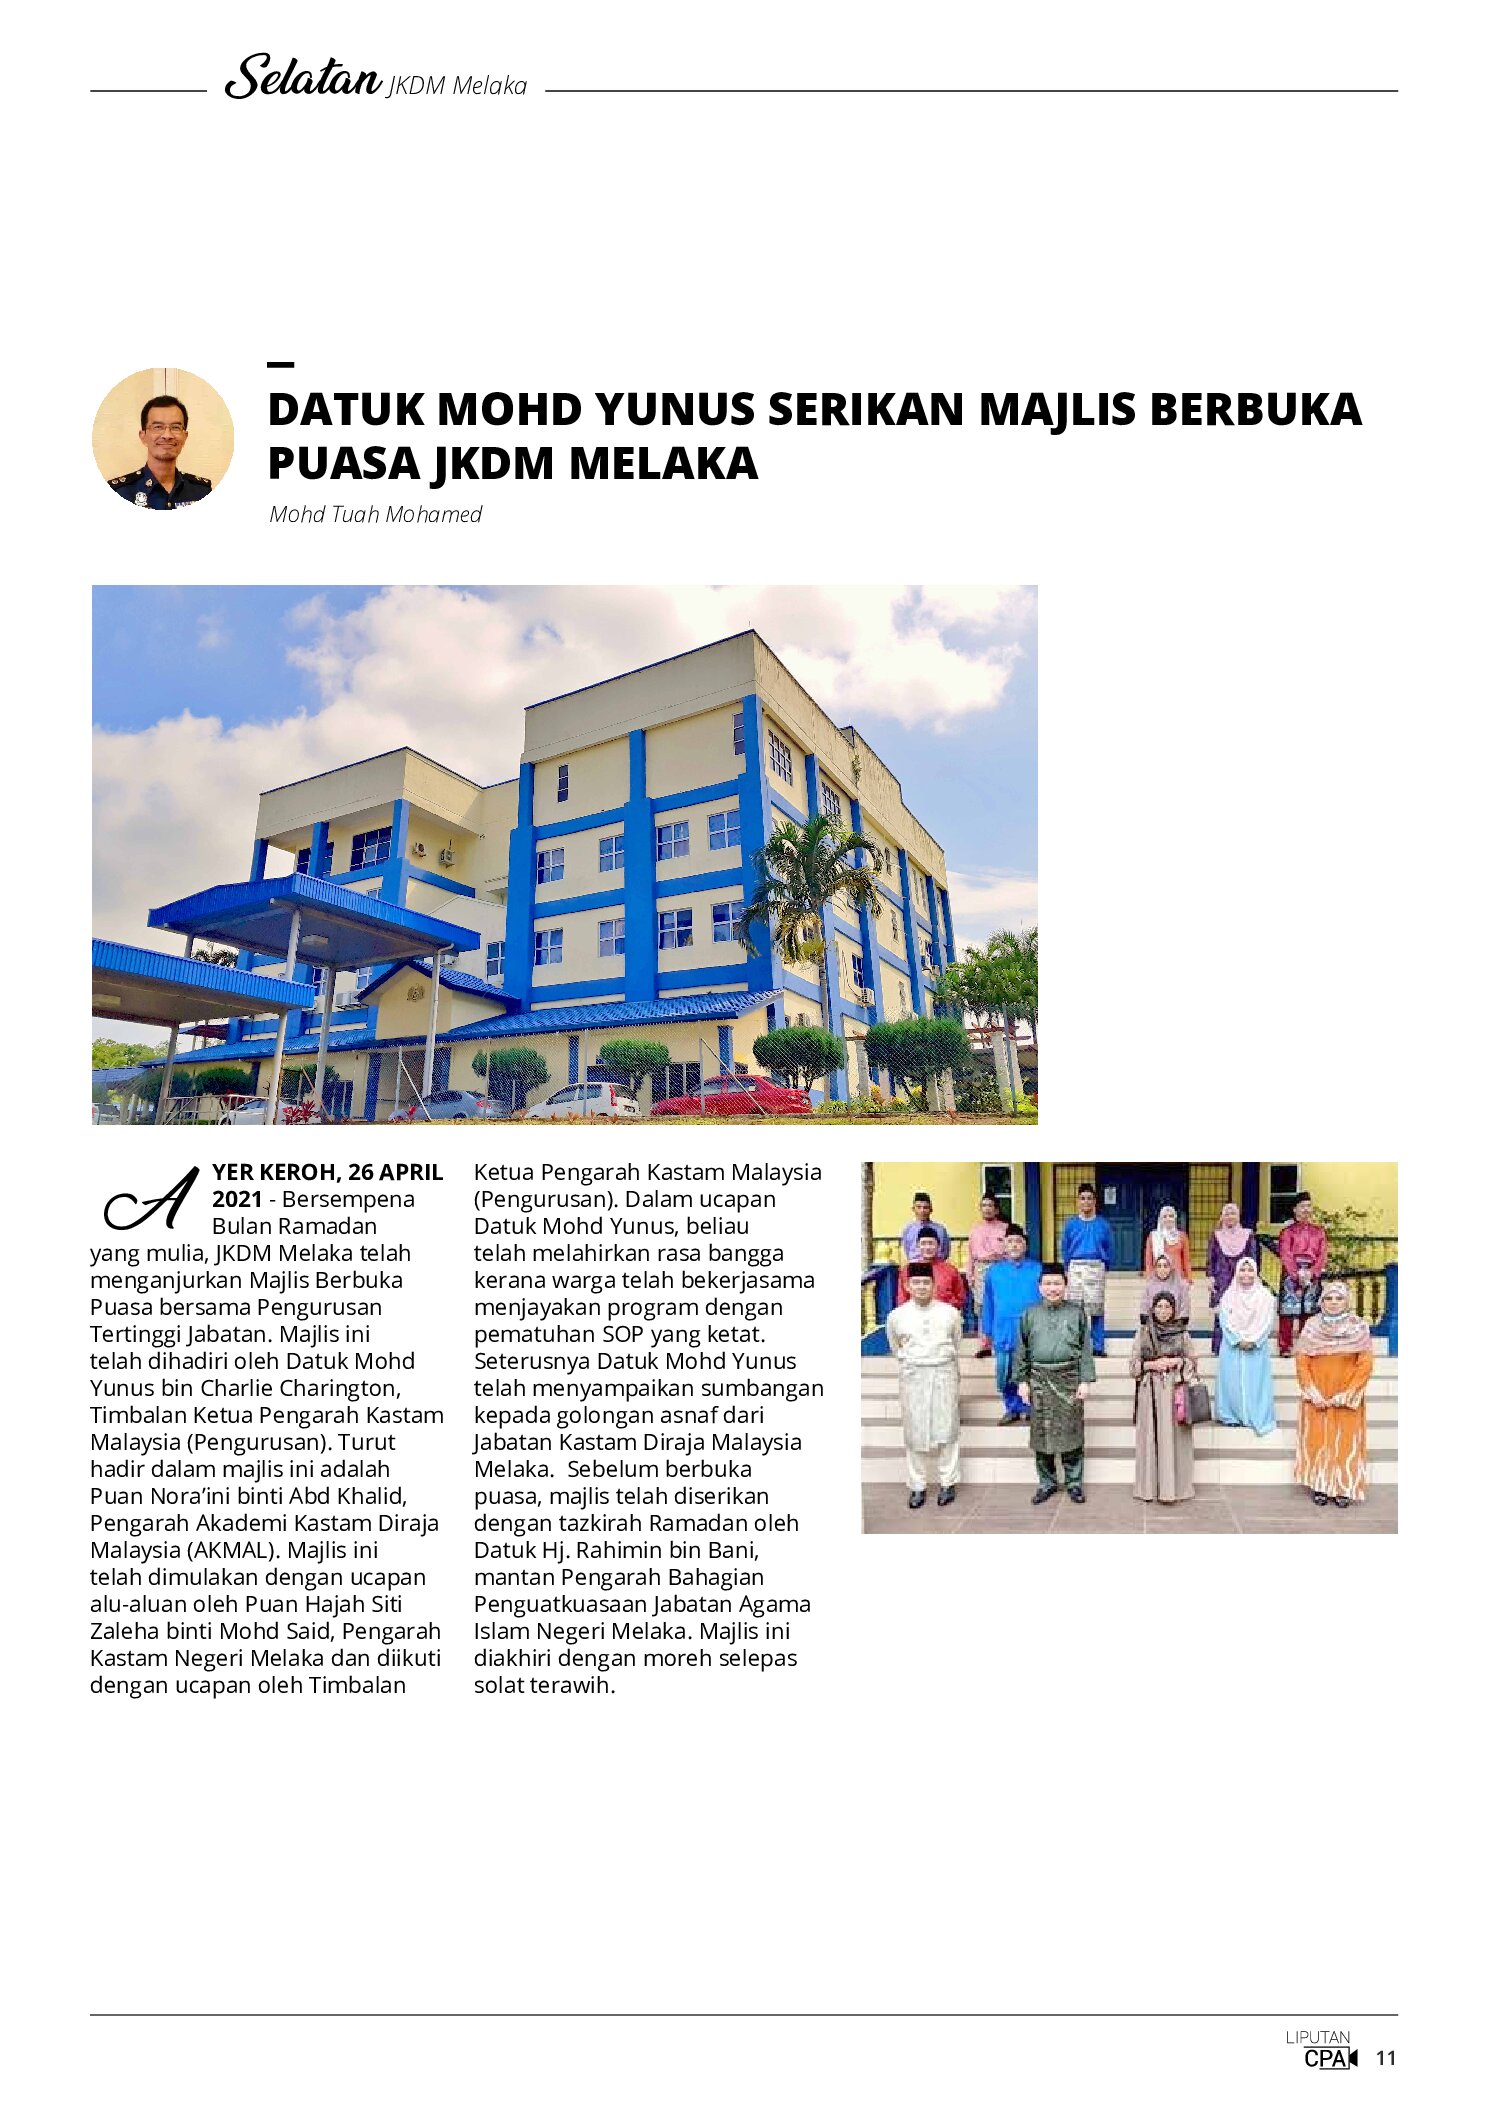 Selatan JKDM Melaka
DATUK MOHD YUNUS SERIKAN MAJLIS BERBUKA
PUASA JKDM MELAKA
Mohd Tuah Mohamed
AYER KEROH, 26 APRIL
2021 - Bersempena
Bulan Ramadan
yang mulia, JKDM Melaka telah
menganjurkan Majlis Berbuka
Puasa bersama Pengurusan
Tertinggi Jabatan. Majlis ini
telah dihadiri oleh Datuk Mohd
Yunus bin Charlie Charington,
Timbalan Ketua Pengarah Kastam
Malaysia (Pengurusan). Turut
hadir dalam majlis ini adalah
Puan Nora’ini binti Abd Khalid,
Pengarah Akademi Kastam Diraja
Malaysia (AKMAL). Majlis ini
telah dimulakan dengan ucapan
alu-aluan oleh Puan Hajah Siti
Zaleha binti Mohd Said, Pengarah
Kastam Negeri Melaka dan diikuti
dengan ucapan oleh Timbalan
Ketua Pengarah Kastam Malaysia
(Pengurusan). Dalam ucapan
Datuk Mohd Yunus, beliau
telah melahirkan rasa bangga
kerana warga telah bekerjasama
menjayakan program dengan
pematuhan SOP yang ketat.
Seterusnya Datuk Mohd Yunus
telah menyampaikan sumbangan
kepada golongan asnaf dari
Jabatan Kastam Diraja Malaysia
Melaka.  Sebelum berbuka
puasa, majlis telah diserikan
dengan tazkirah Ramadan oleh
Datuk Hj. Rahimin bin Bani,
mantan Pengarah Bahagian
Penguatkuasaan Jabatan Agama
Islam Negeri Melaka. Majlis ini
diakhiri dengan moreh selepas
solat terawih.
LIPUTAN
CPA 11